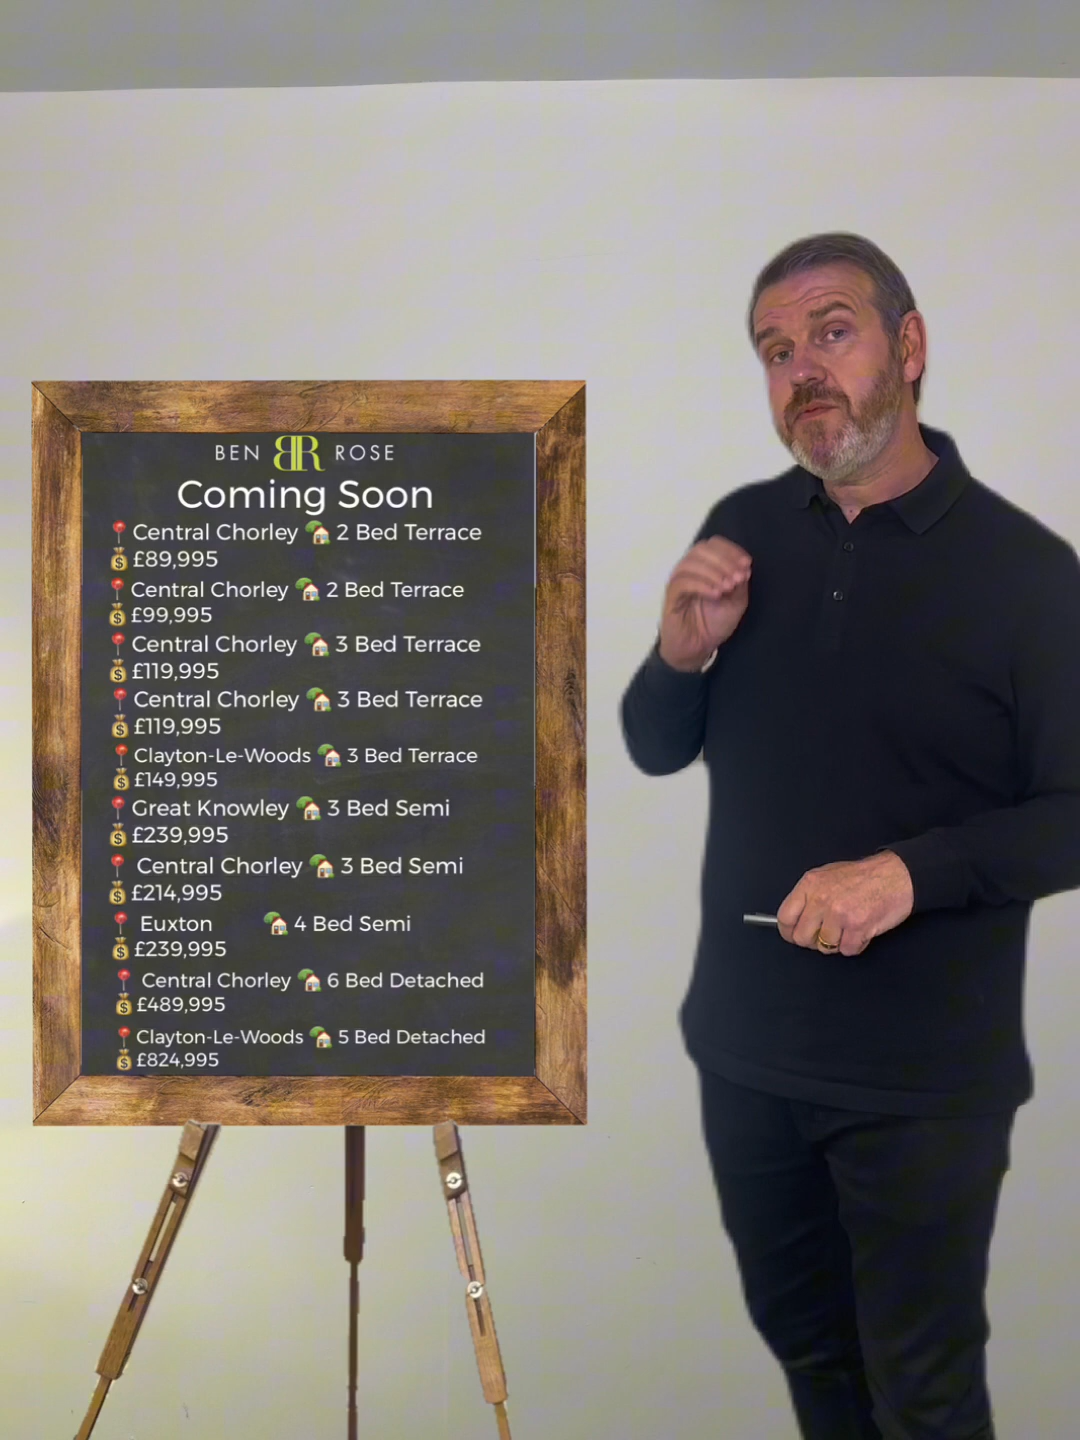 BEN BR ROSE
Coming Soon
Central Chorley 2 Bed Terrace
£89,995
Central Chorley 2 Bed Terrace
£99,995
Central Chorley 3 Bed Terrace
£119,995
Central Chorley 3 Bed Terrace
£119,995
Clayton-Le-Woods 3 Bed Terrace
£149,995
Great Knowley 3 Bed Semi
£239,995
Central Chorley 3 Bed Semi
£214,995
Euxton 4 Bed Semi
£239,995
Central Chorley 6 Bed Detached
£489,995
Clayton-Le-Woods 5 Bed Detached
£824,995